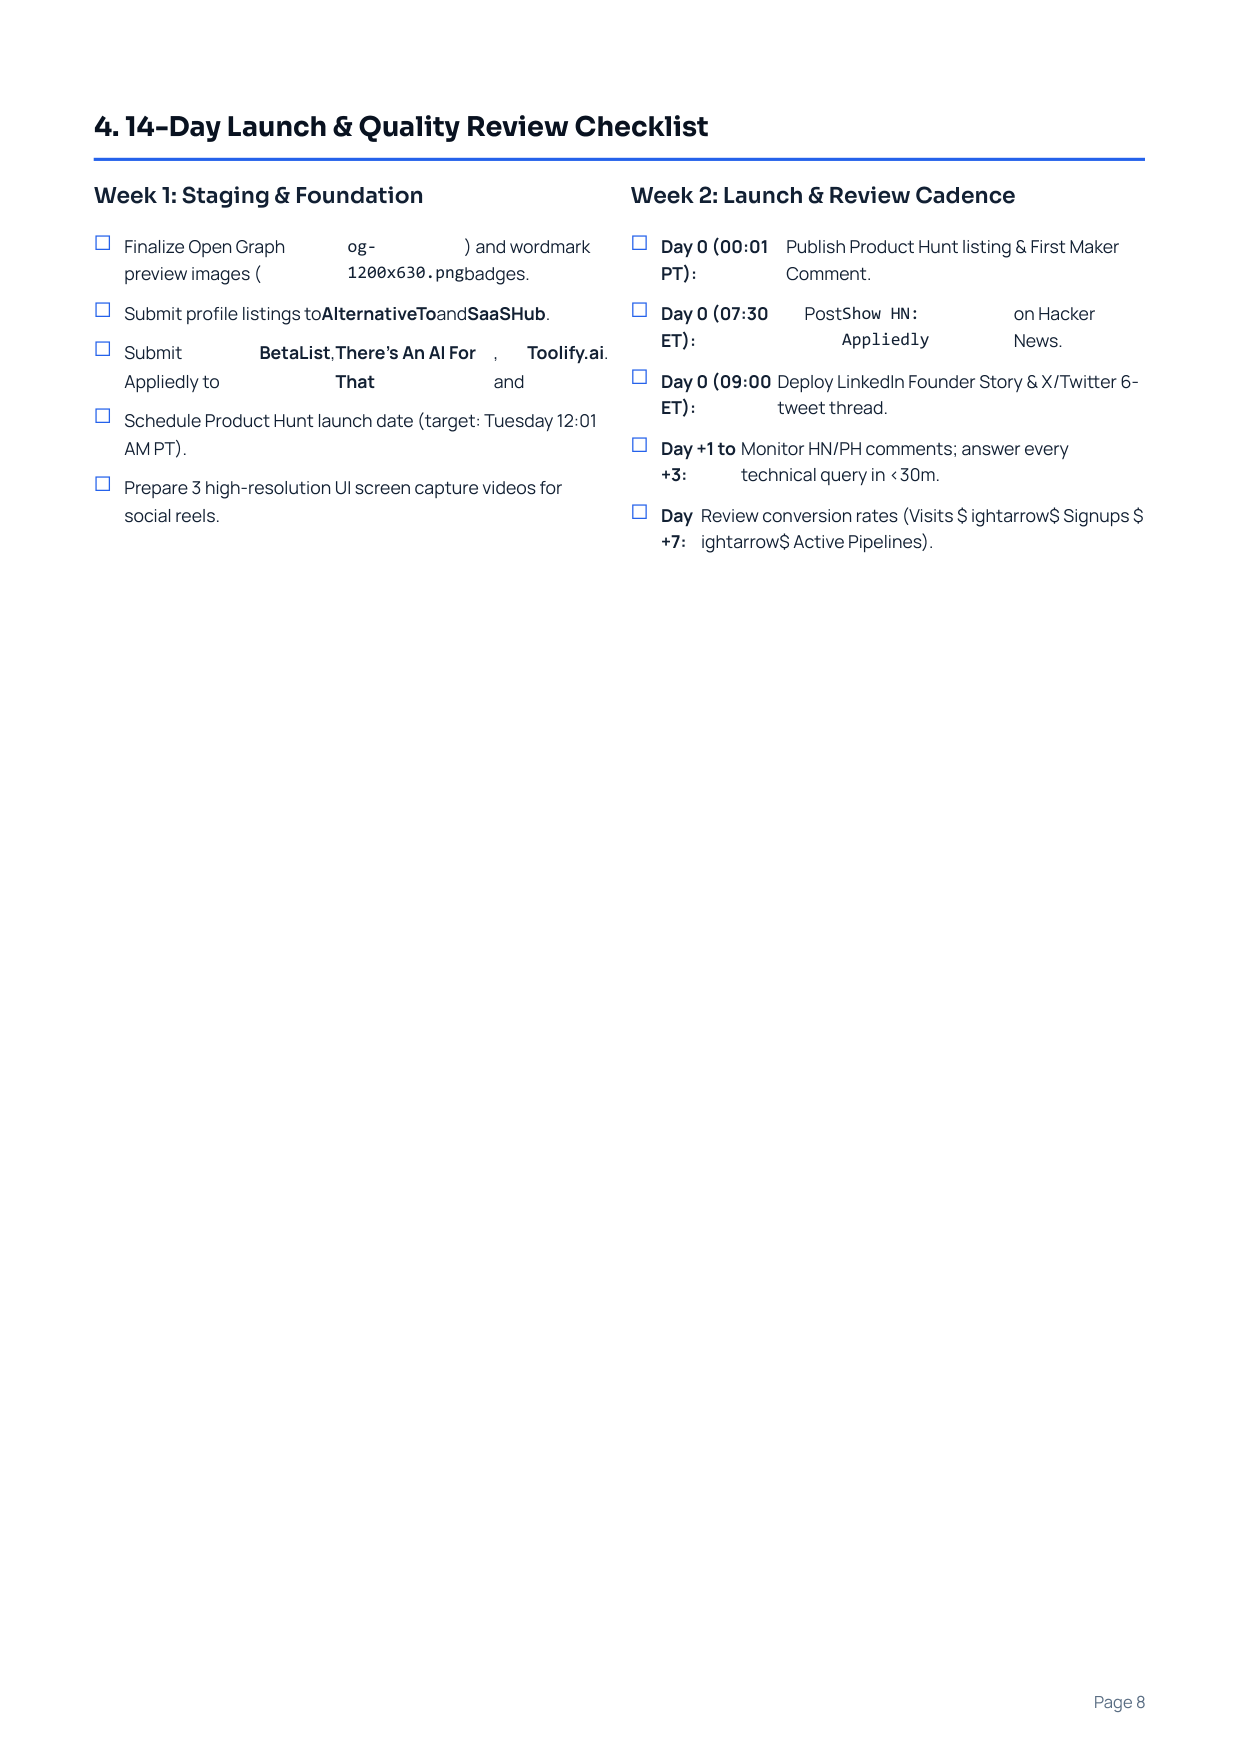 4. 14-Day Launch & Quality Review Checklist
Week 1: Staging & Foundation
☐ Finalize Open Graph og- ) and wordmark
preview images ( 1200x630.png badges.
☐ Submit profile listings toAlternativeToandSaaSHub.
☐ Submit BetaList,There's An AI For , Toolify.ai.
Appliedly to That and
☐ Schedule Product Hunt launch date (target: Tuesday 12:01
AM PT).
☐ Prepare 3 high-resolution UI screen capture videos for
social reels.
Week 2: Launch & Review Cadence
☐ Day 0 (00:01 Publish Product Hunt listing & First Maker
PT): Comment.
☐ Day 0 (07:30 PostShow HN: on Hacker
ET): Appliedly News.
☐ Day 0 (09:00 Deploy LinkedIn Founder Story & X/Twitter 6-
ET): tweet thread.
☐ Day +1 to Monitor HN/PH comments; answer every
+3: technical query in <30m.
☐ Day Review conversion rates (Visits $ ightarrow$ Signups $
+7: ightarrow$ Active Pipelines).
Page 8